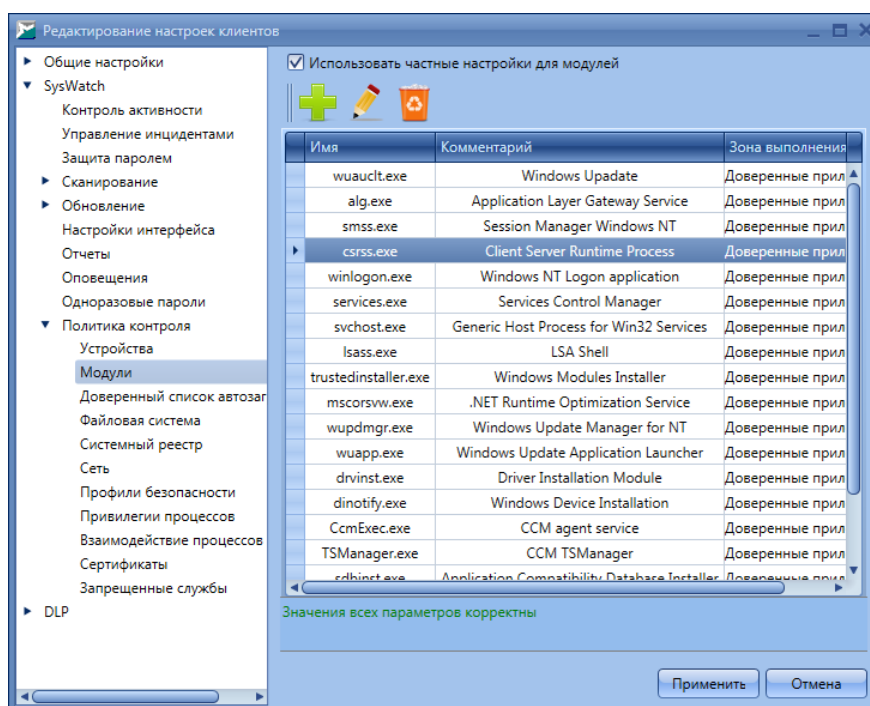 Редактирование настроек клиентов
Общие настройки
SysWatch
Контроль активности
Управление инцидентами
Защита паролем
Сканирование
Обновление
Настройки интерфейса
Отчеты
Оповещения
Одноразовые пароли
Политика контроля
Устройства
Модули
Доверенный список автозаг
Файловая система
Системный реестр
Сеть
Профили безопасности
Привилегии процессов
Взаимодействие процессов
Сертификаты
Запрещенные службы
DLP
Использовать частные настройки для модулей
Имя Комментарий Зона выполнения
wuauclt.exe Windows Upadate Доверенные прил
alg.exe Application Layer Gateway Service Доверенные прил
smss.exe Session Manager Windows NT Доверенные прил
csrss.exe Client Server Runtime Process Доверенные прил
winlogon.exe Windows NT Logon application Доверенные прил
services.exe Services Control Manager Доверенные прил
svchost.exe Generic Host Process for Win32 Services Доверенные прил
lsass.exe LSA Shell Доверенные прил
trustedinstaller.exe Windows Modules Installer Доверенные прил
mscorsvw.exe .NET Runtime Optimization Service Доверенные прил
wupdmgr.exe Windows Update Manager for NT Доверенные прил
wuapp.exe Windows Update Application Launcher Доверенные прил
drvinst.exe Driver Installation Module Доверенные прил
dinotify.exe Windows Device Installation Доверенные прил
CcmExec.exe CCM agent service Доверенные прил
TSManager.exe CCM TSManager Доверенные прил
sdbinst.exe Application Compatibility Database Installer Доверенные прил
Значения всех параметров корректны
Применить Отмена